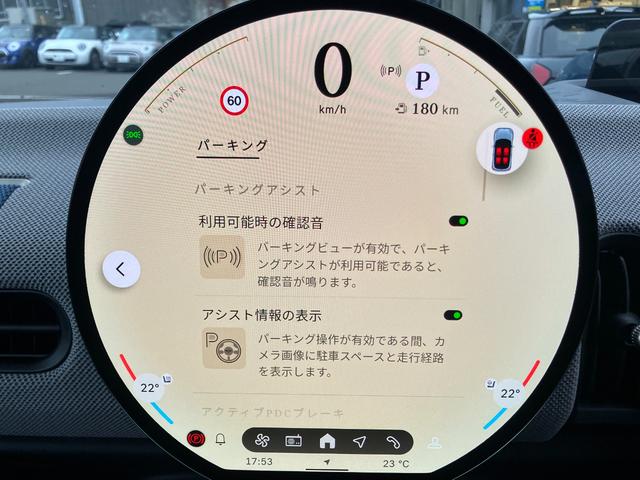 0
km/h
((P))
P
180 km
60
POWER
FUEL
パーキング
パーキングアシスト
利用可能時の確認音
((P))
パーキングビューが有効で、パーキ
ングアシストが利用可能であると、
確認音が鳴ります。
アシスト情報の表示
P
パーキング操作が有効である間、カ
メラ画像に駐車スペースと走行経路
を表示します。
アクティブPDCブレーキ
22°
22°
(P)
17:53
23 °C